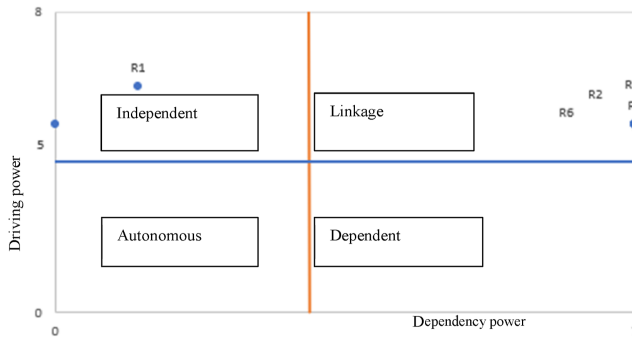 8
R1
R
R2
R
Independent
Linkage
R6
5
Driving power
Autonomous
Dependent
0
Dependency power
0